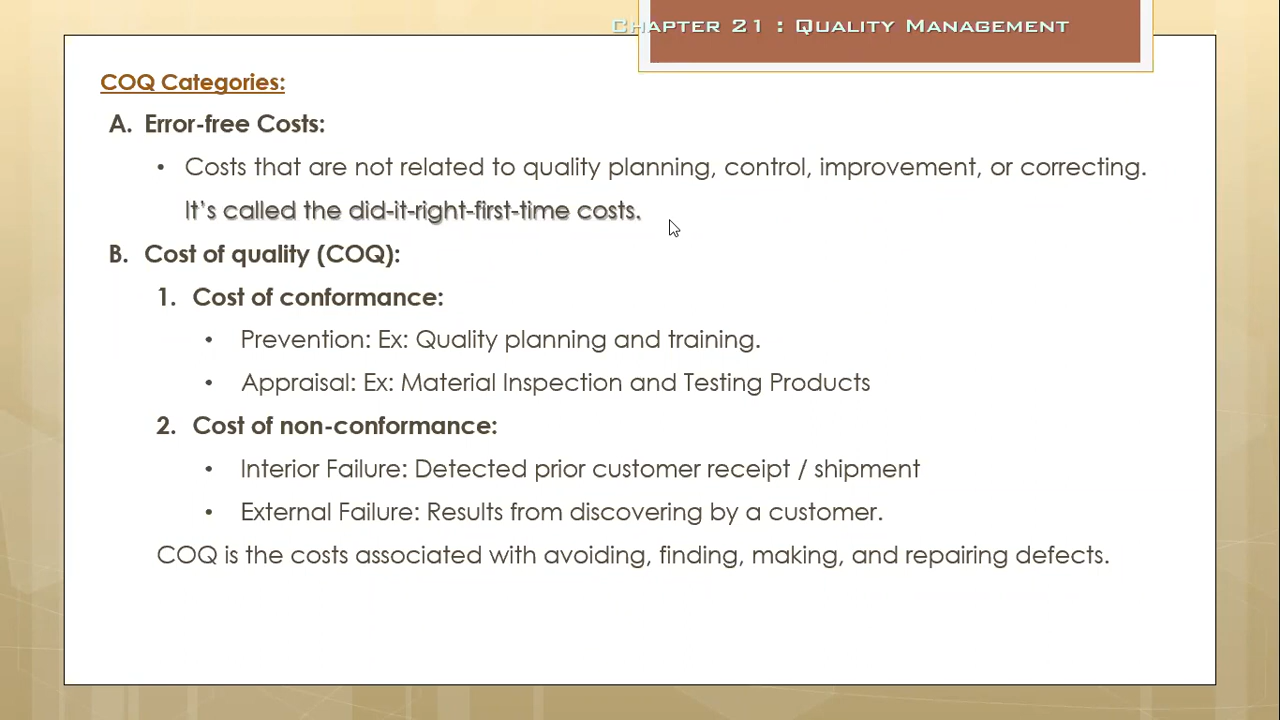 Chapter 21 : Quality Management
COQ Categories:
A. Error-free Costs:
• Costs that are not related to quality planning, control, improvement, or correcting.
It’s called the did-it-right-first-time costs.
B. Cost of quality (COQ):
1. Cost of conformance:
• Prevention: Ex: Quality planning and training.
• Appraisal: Ex: Material Inspection and Testing Products
2. Cost of non-conformance:
• Interior Failure: Detected prior customer receipt / shipment
• External Failure: Results from discovering by a customer.
COQ is the costs associated with avoiding, finding, making, and repairing defects.